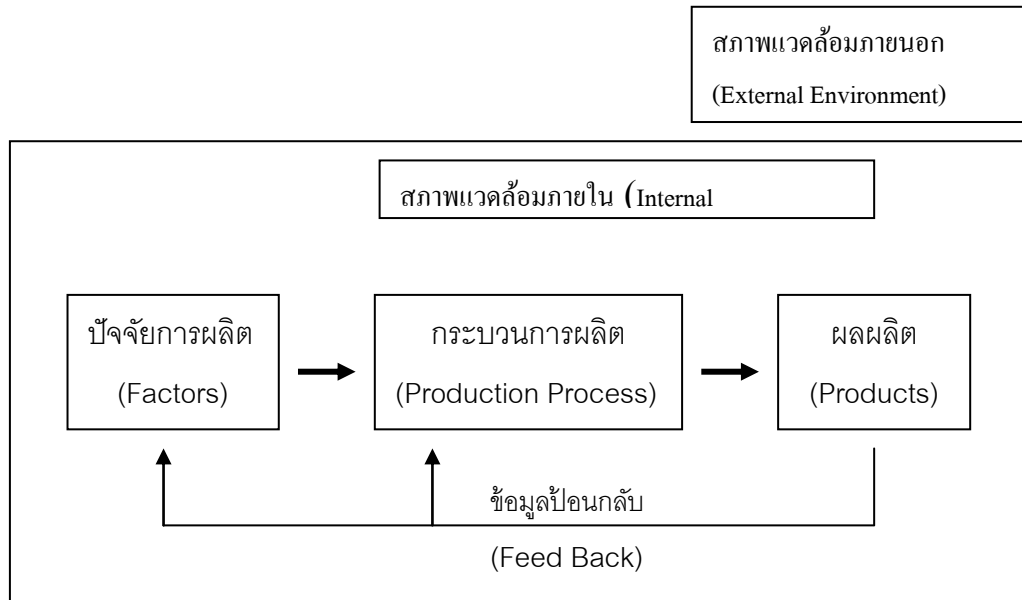 สภาพแวดล้อมภายนอก
(External Environment)
สภาพแวดล้อมภายใน (Internal
ปัจจัยการผลิต
(Factors)
กระบวนการผลิต
(Production Process)
ผลผลิต
(Products)
ข้อมูลป้อนกลับ
(Feed Back)